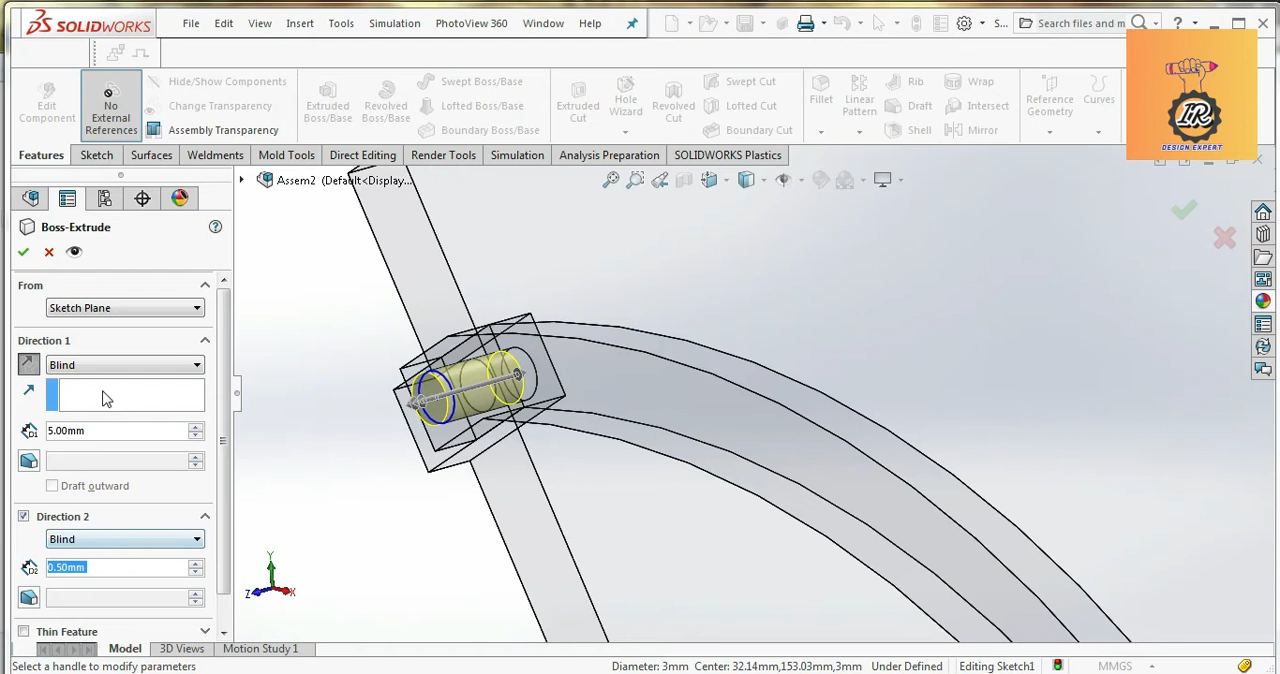 SOLIDWORKS File Edit View Insert Tools Simulation PhotoView 360 Window Help S... Search files and m ?
Edit Component
No External References
Hide/Show Components
Change Transparency
Assembly Transparency
Extruded Boss/Base
Revolved Boss/Base
Swept Boss/Base
Lofted Boss/Base
Boundary Boss/Base
Extruded Cut
Hole Wizard
Revolved Cut
Swept Cut
Lofted Cut
Boundary Cut
Fillet
Linear Pattern
Rib
Draft
Shell
Wrap
Intersect
Mirror
Reference Geometry
Curves
IR
DESIGN EXPERT
Features Sketch Surfaces Weldments Mold Tools Direct Editing Render Tools Simulation Analysis Preparation SOLIDWORKS Plastics
Assem2 (Default<Display...
Boss-Extrude ?
From
Sketch Plane
Direction 1
Blind
D1 5.00mm
Draft outward
Direction 2
Blind
D2 0.50mm
Thin Feature
Y
Z X
Model 3D Views Motion Study 1
Select a handle to modify parameters Diameter: 3mm Center: 32.14mm,153.03mm,3mm Under Defined Editing Sketch1 MMGS